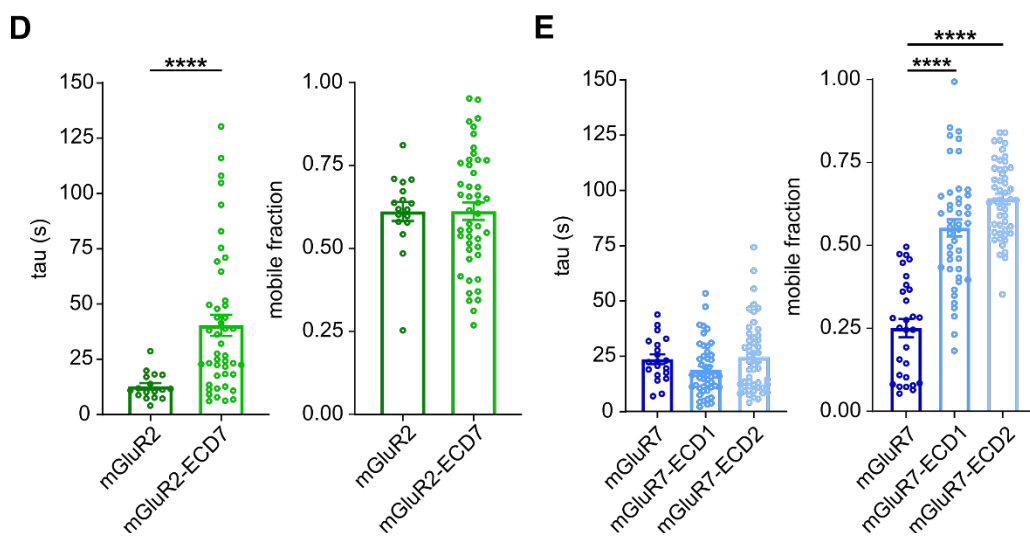 D
E
****
tau (s)
150
125
100
75
50
25
0
mGluR2
mGluR2-ECD7
mobile fraction
1.00
0.75
0.50
0.25
0.00
mGluR2
mGluR2-ECD7
tau (s)
150
125
100
75
50
25
0
mGluR7
mGluR7-ECD1
mGluR7-ECD2
****
****
mobile fraction
1.00
0.75
0.50
0.25
0.00
mGluR7
mGluR7-ECD1
mGluR7-ECD2